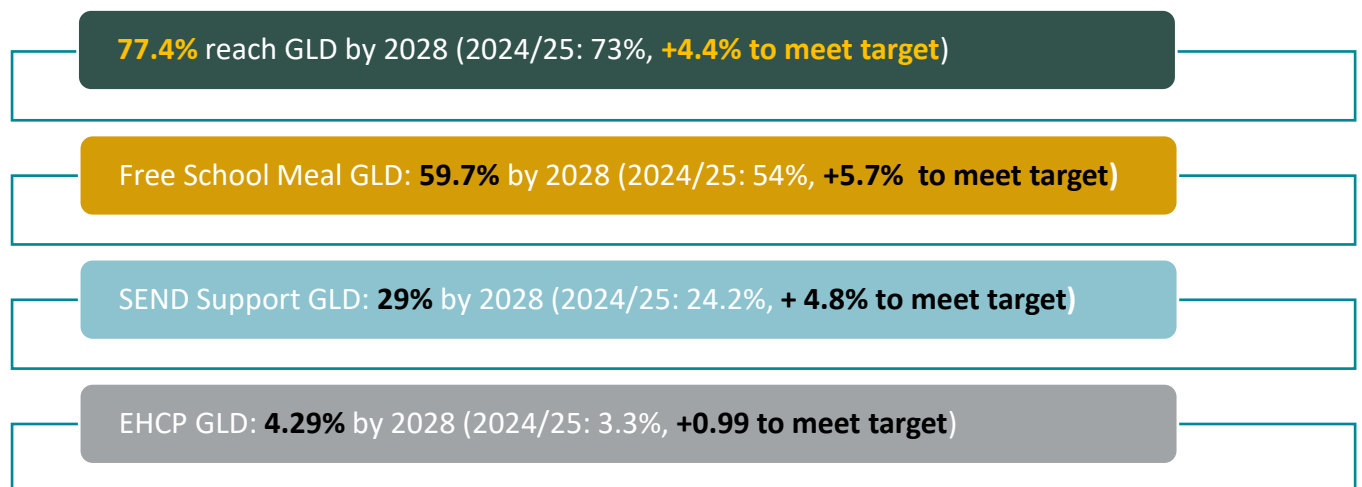 77.4% reach GLD by 2028 (2024/25: 73%, +4.4% to meet target)
Free School Meal GLD: 59.7% by 2028 (2024/25: 54%, +5.7%  to meet target)
SEND Support GLD: 29% by 2028 (2024/25: 24.2%, + 4.8% to meet target)
EHCP GLD: 4.29% by 2028 (2024/25: 3.3%, +0.99 to meet target)